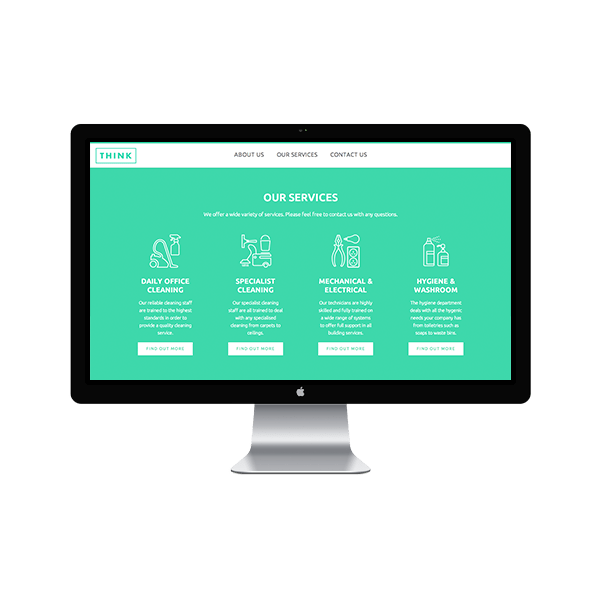 THINK
ABOUT US OUR SERVICES CONTACT US
OUR SERVICES
We offer a wide variety of services. Please feel free to contact us with any questions.
DAILY OFFICE
CLEANING
Our reliable cleaning staff
are trained to the highest
standards in order to
provide a quality cleaning
service.
FIND OUT MORE
SPECIALIST
CLEANING
Our specialist cleaning
staff are all trained to deal
with any specialised
cleaning from carpets to
ceilings.
FIND OUT MORE
MECHANICAL &
ELECTRICAL
Our technicians are highly
skilled and fully trained on
a wide range of systems
to offer full support in all
building services.
FIND OUT MORE
HYGIENE &
WASHROOM
The hygiene department
deals with all the hygienic
needs your company has
from toiletries such as
soaps to waste bins.
FIND OUT MORE